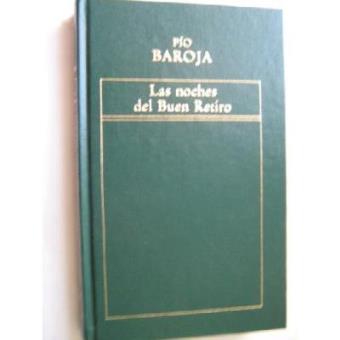 PÍO
BAROJA
Las noches
del Buen Retiro